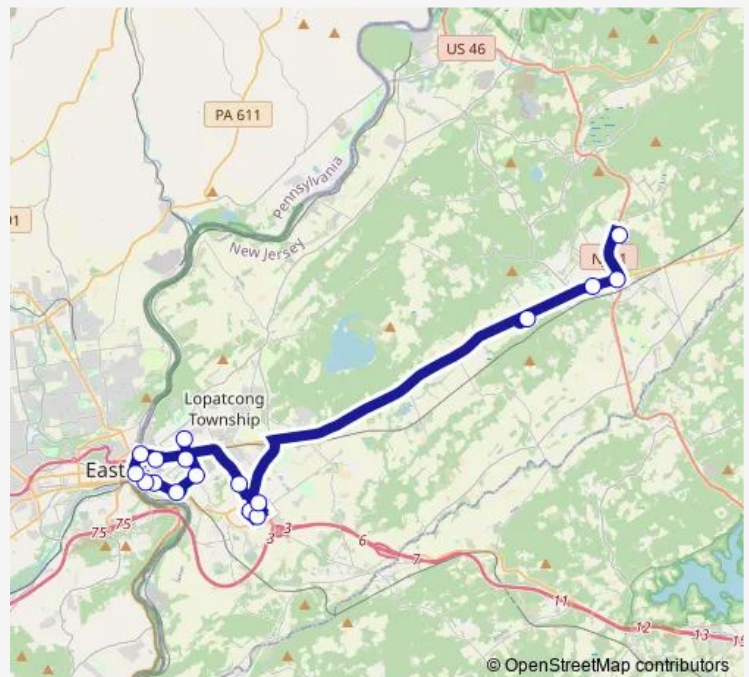 US 46
PA 611
Pennsylvania
New Jersey
Lopatcong
Township
East
75
75
3
3
6
7
11
12
13
© OpenStreetMap contributors